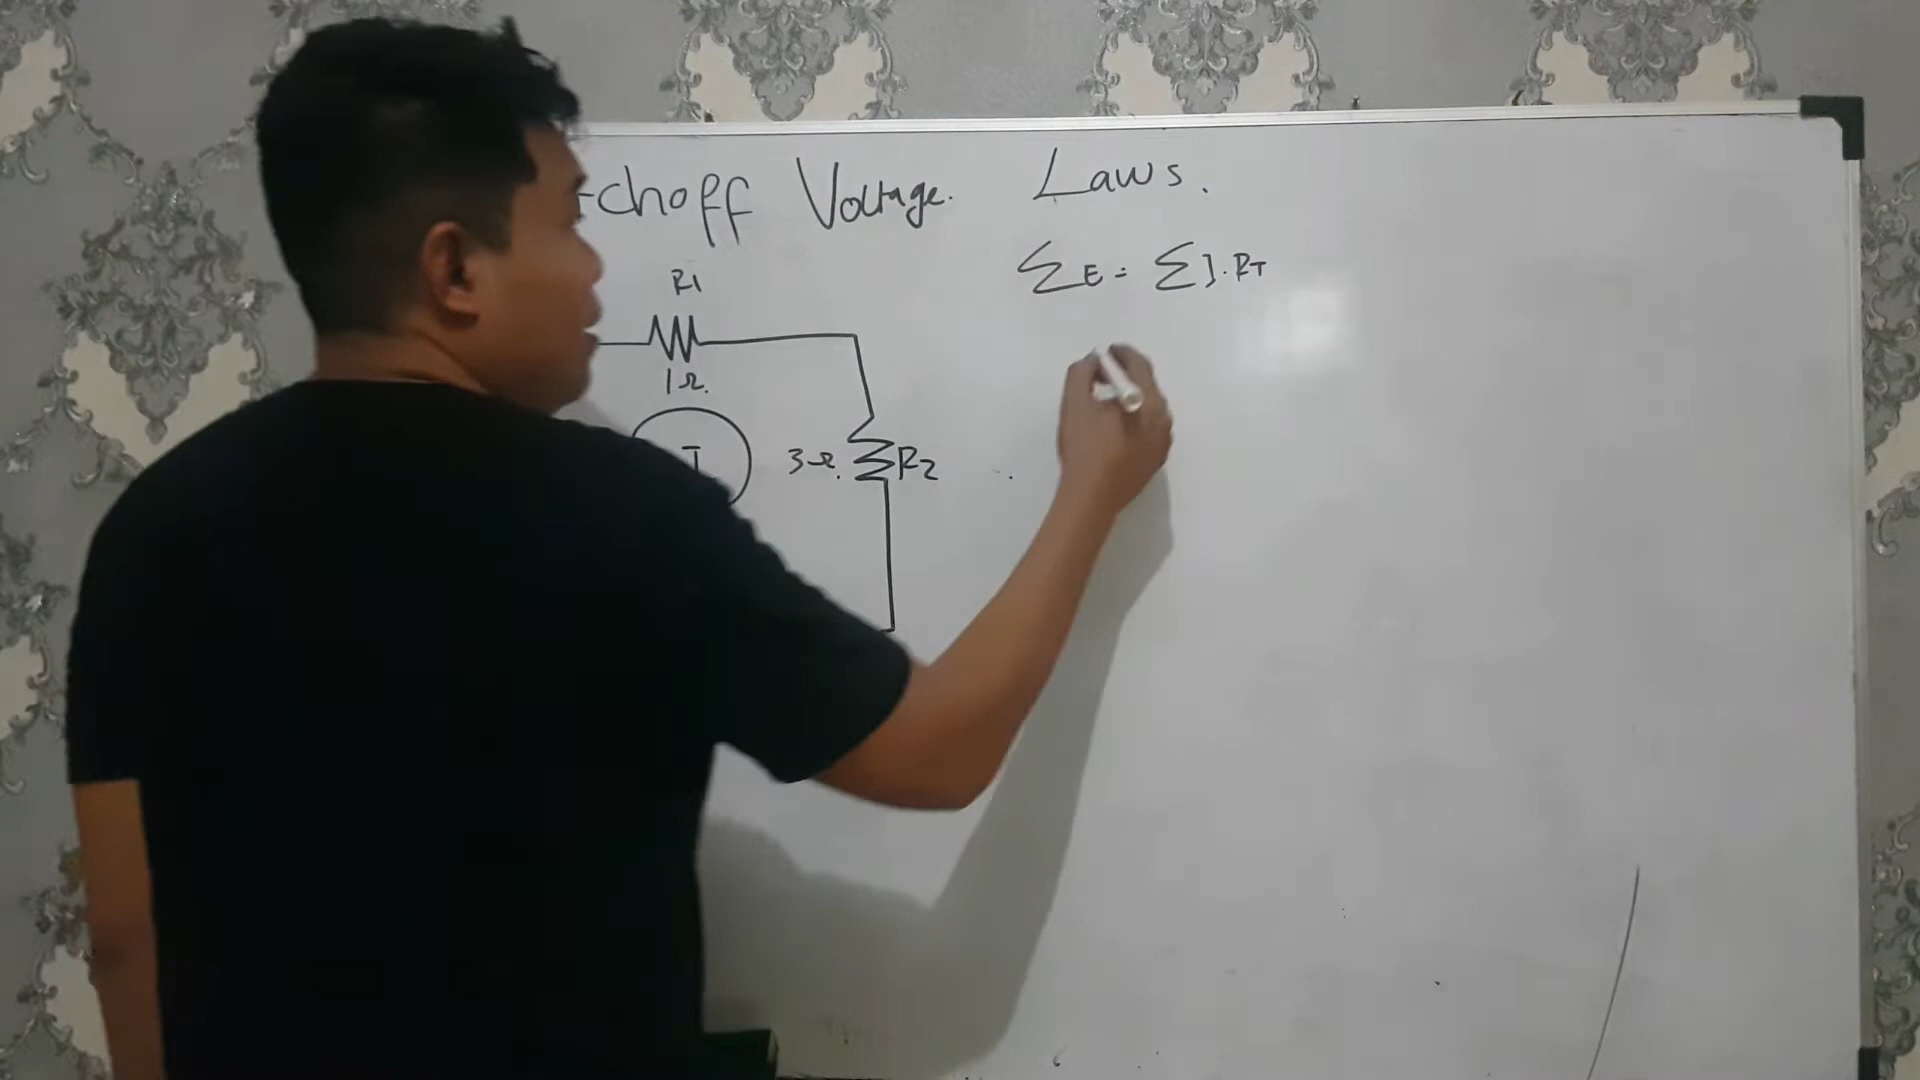 -choff Voltage. Laws.
ΣE = ΣI.RT
R1
1Ω.
I
3Ω. R2